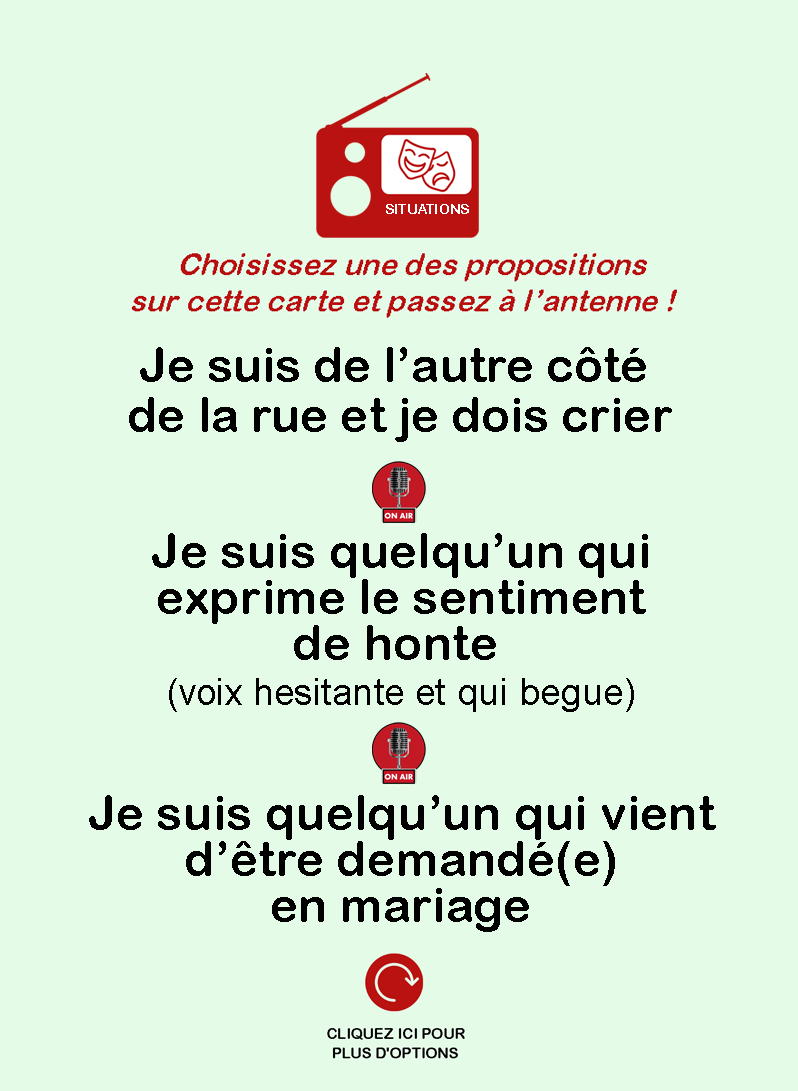 SITUATIONS
Choisissez une des propositions
sur cette carte et passez à l’antenne !
Je suis de l’autre côté
de la rue et je dois crier
ON AIR
Je suis quelqu’un qui
exprime le sentiment
de honte
(voix hesitante et qui begue)
ON AIR
Je suis quelqu’un qui vient
d’être demandé(e)
en mariage
CLIQUEZ ICI POUR
PLUS D'OPTIONS